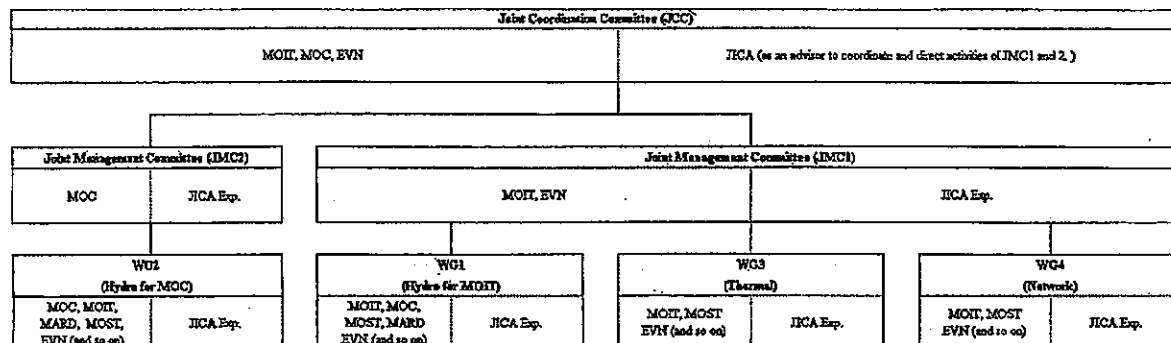 Joint Coordination Committee (JCC)
MOIT, MOC, EVN
JICA (as an advisor to coordinate and direct activities of JMC1 and 2, )
Joint Management Committee (JMC2)
MOC
JICA Exp.
Joint Management Committee (JMC1)
MOIT, EVN
JICA Exp.
WG2
(Hydro for MOC)
MOC, MOIT,
MARD, MOST,
EVN (and so on)
JICA Exp.
WG1
(Hydro for MOIT)
MOIT, MOC,
MOST, MARD
EVN (and so on)
JICA Exp.
WG3
(Thermal)
MOIT, MOST
EVN (and so on)
JICA Exp.
WG4
(Network)
MOIT, MOST
EVN (and so on)
JICA Exp.